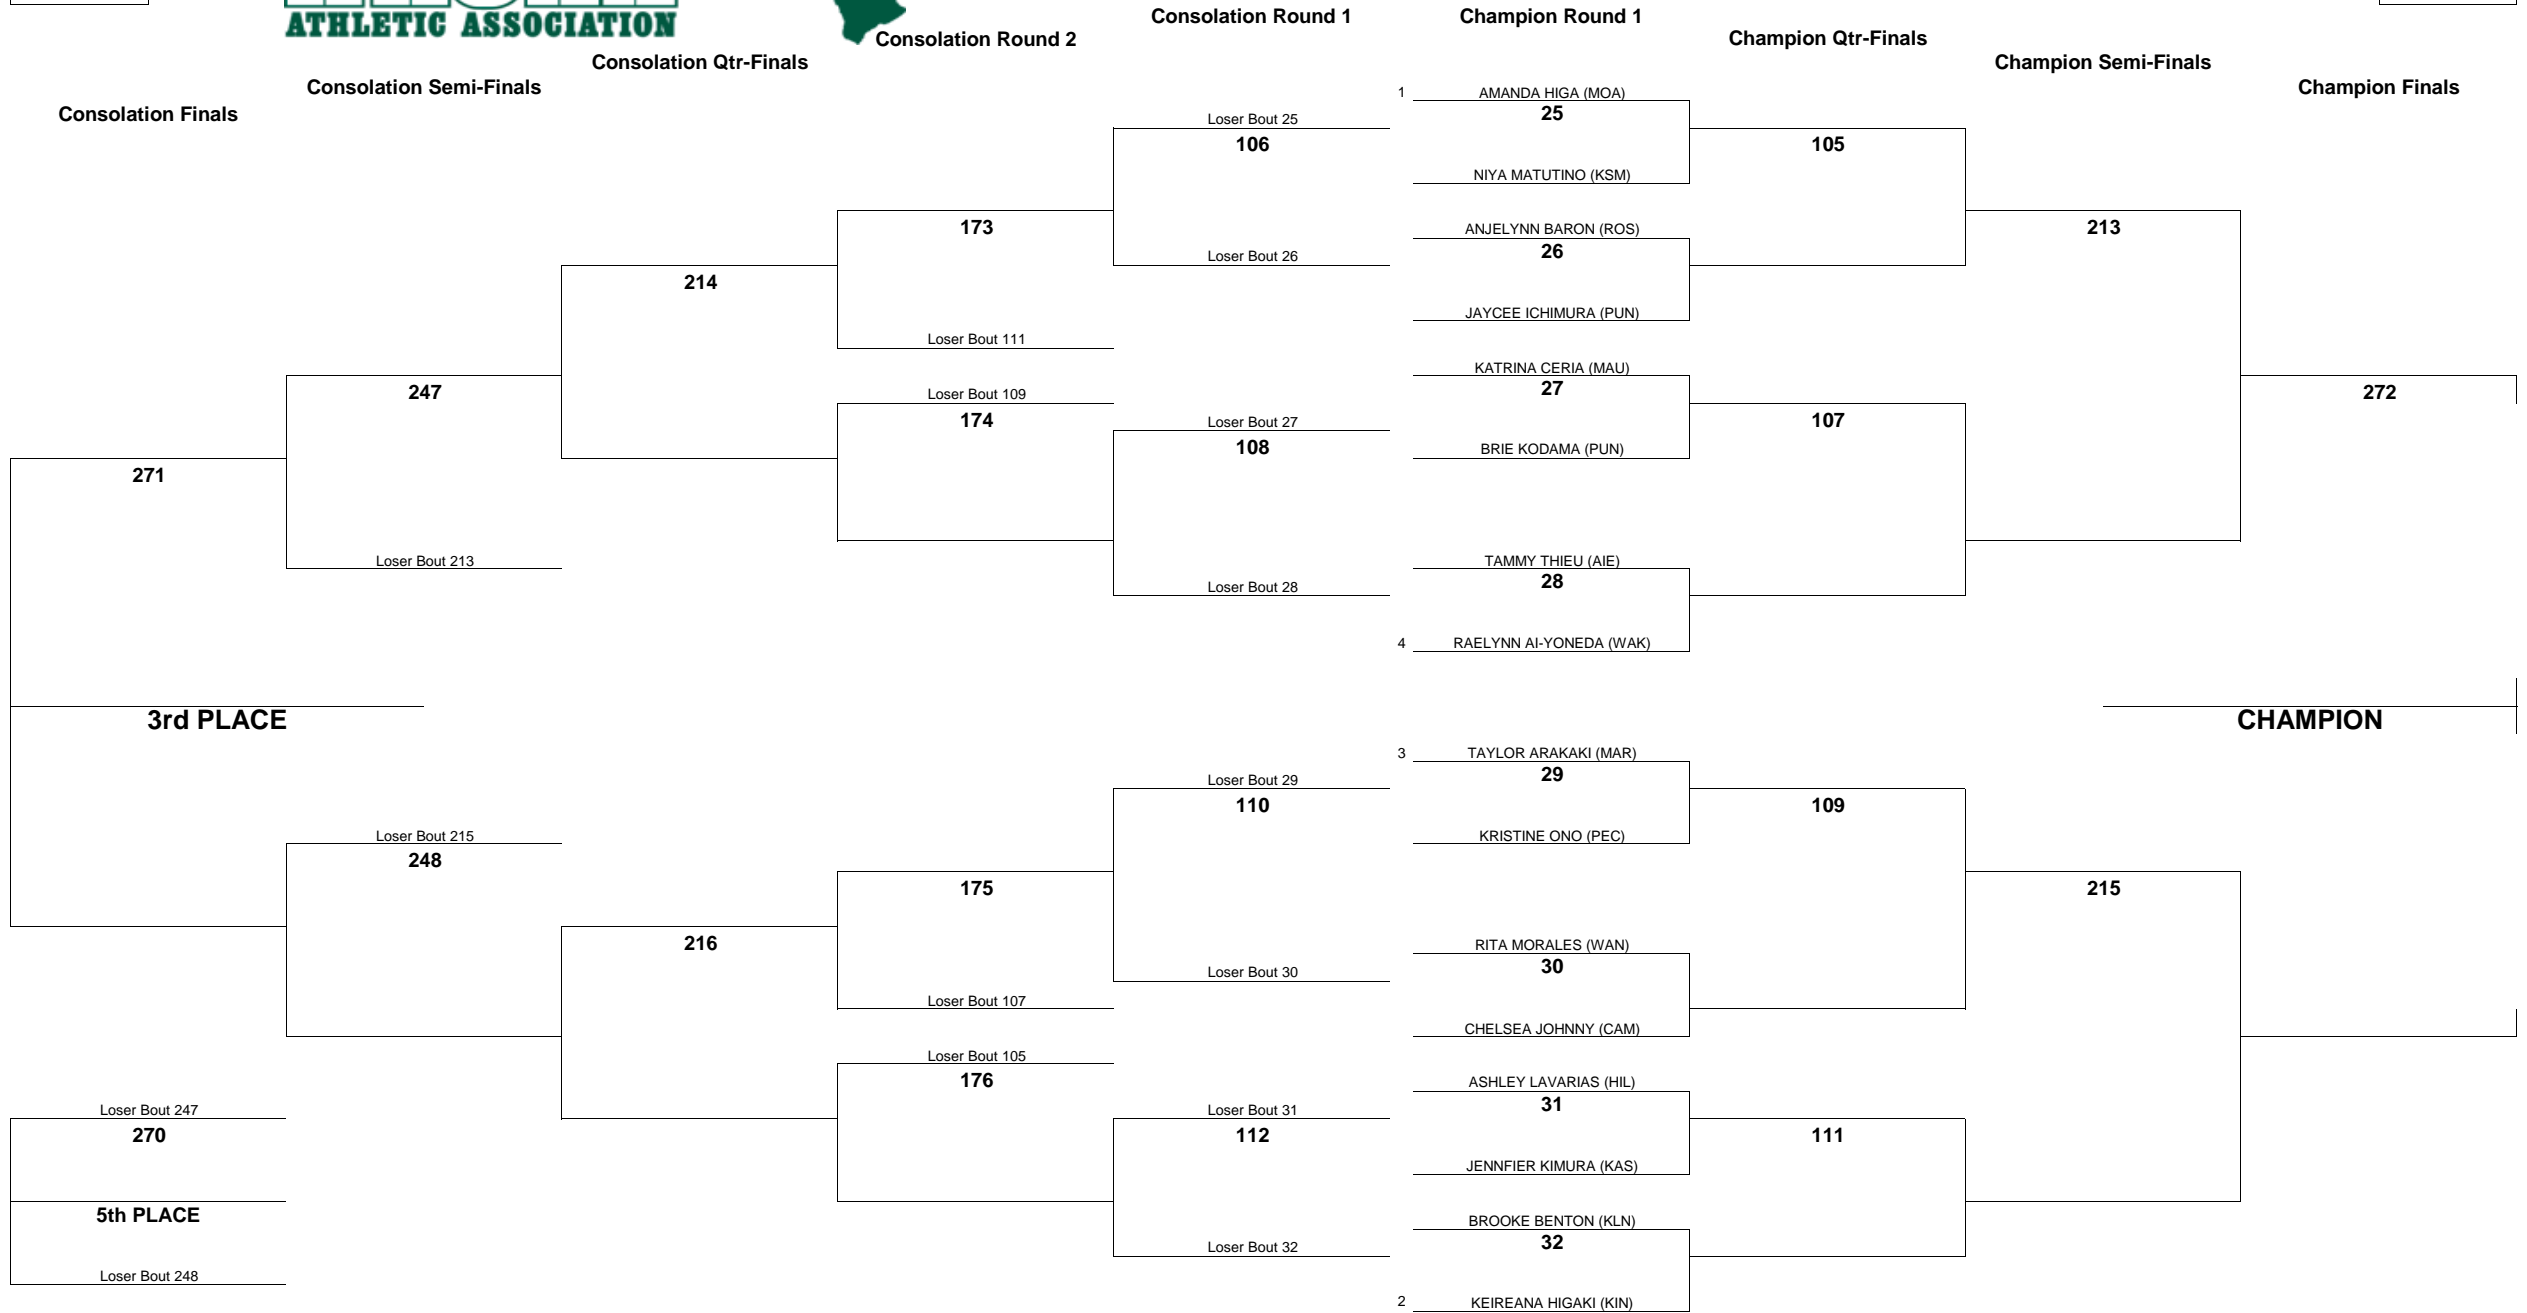 ATHLETIC ASSOCIATION
Consolation Round 1
Champion Round 1
Consolation Round 2
Champion Qtr-Finals
Consolation Qtr-Finals
Champion Semi-Finals
Consolation Semi-Finals
Champion Finals
Consolation Finals
1 AMANDA HIGA (MOA)
25
Loser Bout 25
106
105
NIYA MATUTINO (KSM)
173
213
ANJELYNN BARON (ROS)
26
Loser Bout 26
214
JAYCEE ICHIMURA (PUN)
Loser Bout 111
KATRINA CERIA (MAU)
27
247
272
Loser Bout 109
174
107
Loser Bout 27
108
BRIE KODAMA (PUN)
271
Loser Bout 213
TAMMY THIEU (AIE)
28
Loser Bout 28
4 RAELYNN AI-YONEDA (WAK)
3rd PLACE
CHAMPION
3 TAYLOR ARAKAKI (MAR)
29
Loser Bout 29
110
109
Loser Bout 215
KRISTINE ONO (PEC)
248
175
215
216
RITA MORALES (WAN)
30
Loser Bout 30
Loser Bout 107
CHELSEA JOHNNY (CAM)
Loser Bout 105
176
ASHLEY LAVARIAS (HIL)
31
Loser Bout 247
270
Loser Bout 31
112
111
JENNFIER KIMURA (KAS)
5th PLACE
BROOKE BENTON (KLN)
32
Loser Bout 32
Loser Bout 248
2 KEIREANA HIGAKI (KIN)